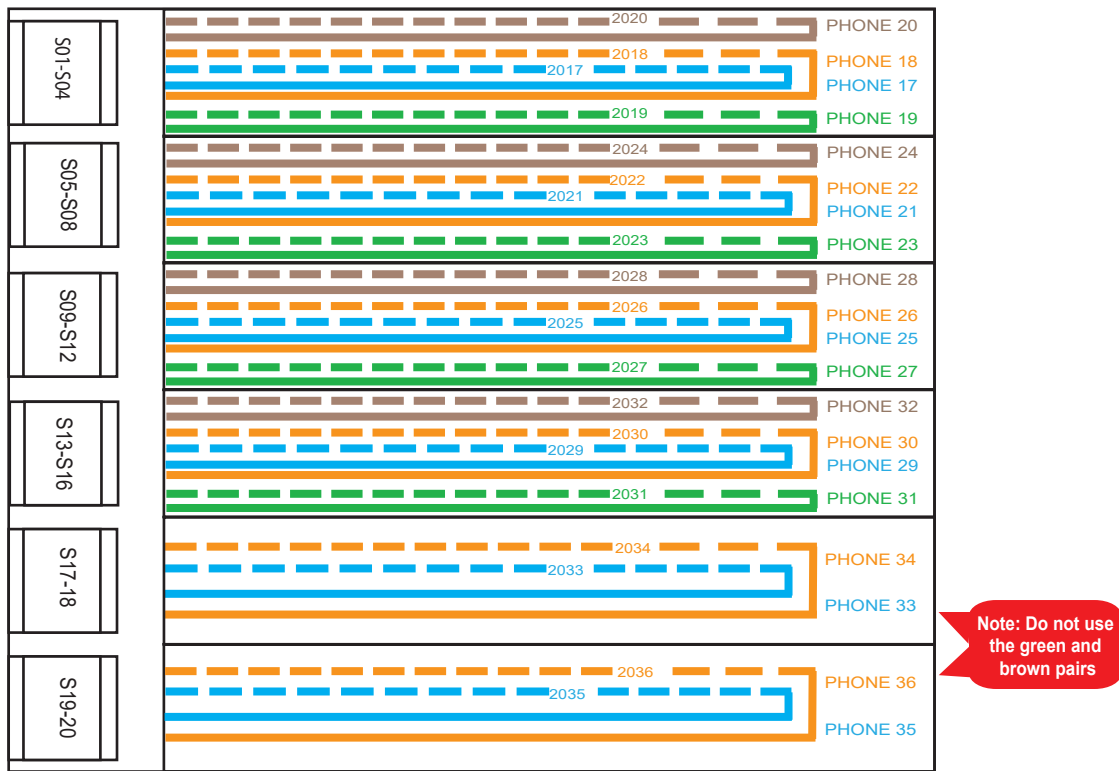 S01-S04
2020
PHONE 20
2018
PHONE 18
2017
PHONE 17
2019
PHONE 19
S05-S08
2024
PHONE 24
2022
PHONE 22
2021
PHONE 21
2023
PHONE 23
S09-S12
2028
PHONE 28
2026
PHONE 26
2025
PHONE 25
2027
PHONE 27
S13-S16
2032
PHONE 32
2030
PHONE 30
2029
PHONE 29
2031
PHONE 31
S17-18
2034
PHONE 34
2033
PHONE 33
S19-20
2036
PHONE 36
2035
PHONE 35
Note: Do not use
the green and
brown pairs